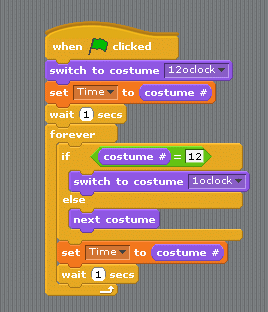 when clicked
switch to costume 12oclock
set Time to costume #
wait 1 secs
forever
if costume # = 12
switch to costume 1oclock
else
next costume
set Time to costume #
wait 1 secs